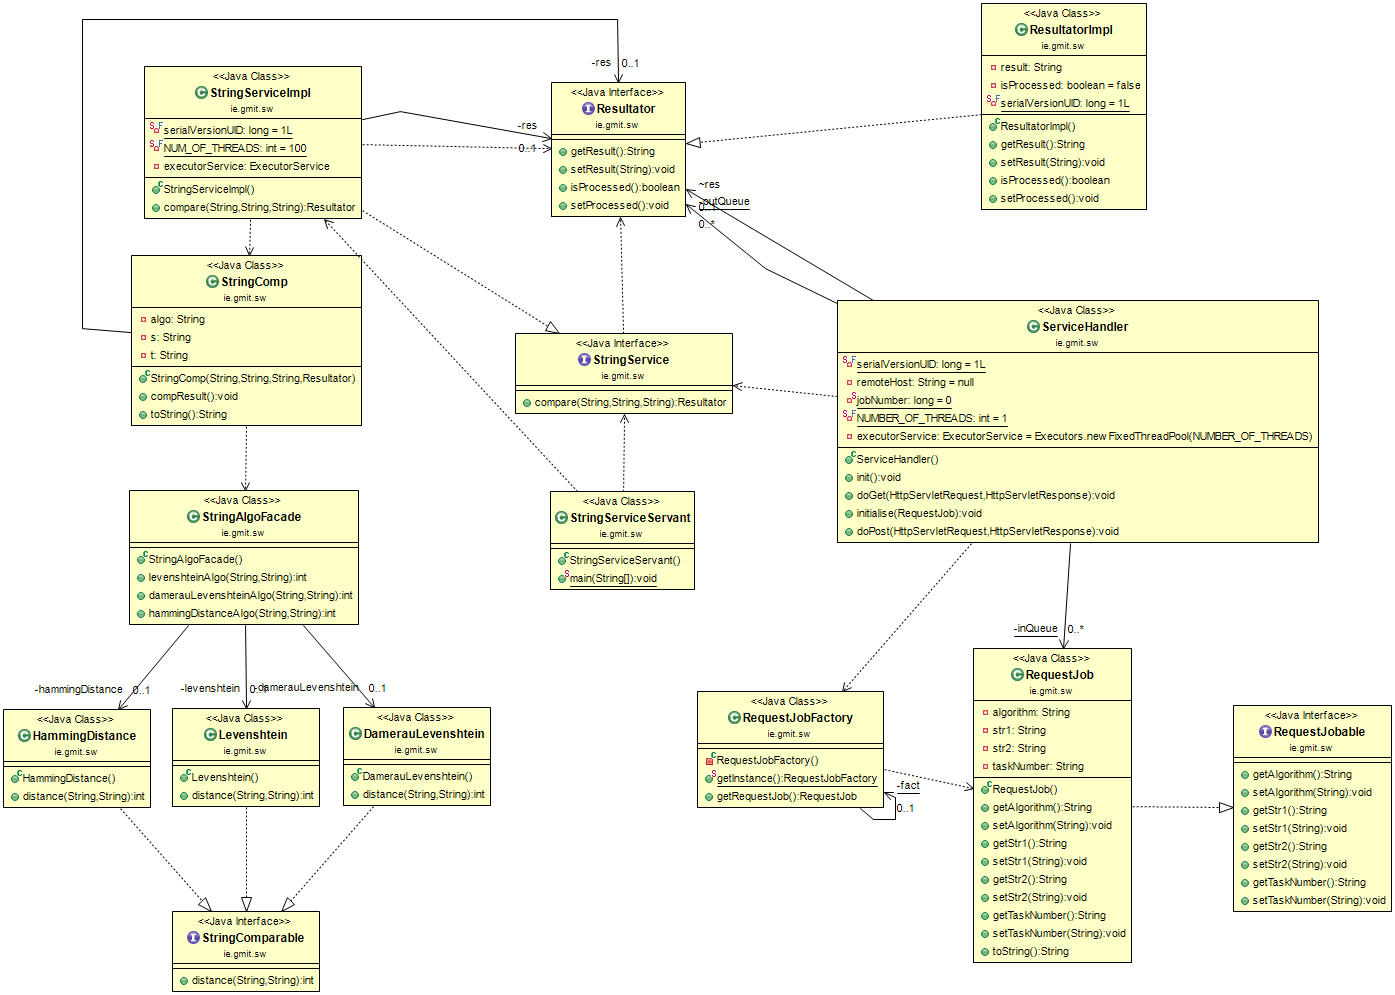 <<Java Class>>
ResultatorImpl
ie.gmit.sw
result: String
isProcessed: boolean = false
serialVersionUID: long = 1L
ResultatorImpl()
getResult():String
setResult(String):void
isProcessed():boolean
setProcessed():void
-res
0..1
<<Java Class>>
StringServiceImpl
ie.gmit.sw
serialVersionUID: long = 1L
NUM_OF_THREADS: int = 100
executorService: ExecutorService
StringServiceImpl()
compare(String,String,String):Resultator
-res
0..1
<<Java Interface>>
Resultator
ie.gmit.sw
getResult():String
setResult(String):void
isProcessed():boolean
setProcessed():void
~res
0..1
-outQueue
0..*
<<Java Class>>
StringComp
ie.gmit.sw
algo: String
s: String
t: String
StringComp(String,String,String,Resultator)
compResult():void
toString():String
<<Java Interface>>
StringService
ie.gmit.sw
compare(String,String,String):Resultator
<<Java Class>>
ServiceHandler
ie.gmit.sw
serialVersionUID: long = 1L
remoteHost: String = null
jobNumber: long = 0
NUMBER_OF_THREADS: int = 1
executorService: ExecutorService = Executors.newFixedThreadPool(NUMBER_OF_THREADS)
ServiceHandler()
init():void
doGet(HttpServletRequest,HttpServletResponse):void
initialise(RequestJob):void
doPost(HttpServletRequest,HttpServletResponse):void
<<Java Class>>
StringAlgoFacade
ie.gmit.sw
StringAlgoFacade()
levenshteinAlgo(String,String):int
damerauLevenshteinAlgo(String,String):int
hammingDistanceAlgo(String,String):int
<<Java Class>>
StringServiceServant
ie.gmit.sw
StringServiceServant()
main(String[]):void
-inQueue
0..*
-hammingDistance
0..1
-levenshtein
0..1
-damerauLevenshtein
0..1
<<Java Class>>
HammingDistance
ie.gmit.sw
HammingDistance()
distance(String,String):int
<<Java Class>>
Levenshtein
ie.gmit.sw
Levenshtein()
distance(String,String):int
<<Java Class>>
DamerauLevenshtein
ie.gmit.sw
DamerauLevenshtein()
distance(String,String):int
<<Java Class>>
RequestJobFactory
ie.gmit.sw
RequestJobFactory()
getInstance():RequestJobFactory
getRequestJob():RequestJob
-fact
0..1
<<Java Class>>
RequestJob
ie.gmit.sw
algorithm: String
str1: String
str2: String
taskNumber: String
RequestJob()
getAlgorithm():String
setAlgorithm(String):void
getStr1():String
setStr1(String):void
getStr2():String
setStr2(String):void
getTaskNumber():String
setTaskNumber(String):void
toString():String
<<Java Interface>>
RequestJobable
ie.gmit.sw
getAlgorithm():String
setAlgorithm(String):void
getStr1():String
setStr1(String):void
getStr2():String
setStr2(String):void
getTaskNumber():String
setTaskNumber(String):void
<<Java Interface>>
StringComparable
ie.gmit.sw
distance(String,String):int